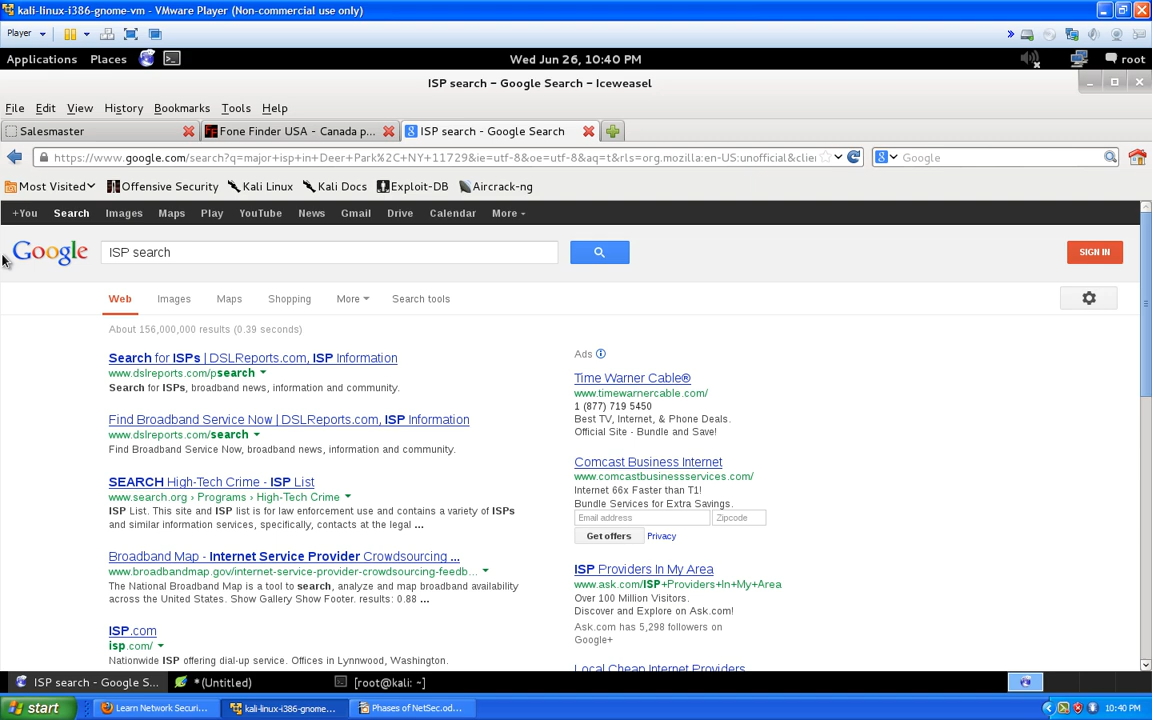 kali-linux-i386-gnome-vm - VMware Player (Non-commercial use only)
Player
Applications Places Wed Jun 26, 10:40 PM root
ISP search - Google Search - Iceweasel
File Edit View History Bookmarks Tools Help
Salesmaster Fone Finder USA - Canada p... ISP search - Google Search
https://www.google.com/search?q=major+isp+in+Deer+Park%2C+NY+11729&ie=utf-8&oe=utf-8&aq=t&rls=org.mozilla:en-US:unofficial&clie Google
Most Visited Offensive Security Kali Linux Kali Docs Exploit-DB Aircrack-ng
+You Search Images Maps Play YouTube News Gmail Drive Calendar More
Google ISP search SIGN IN
Web Images Maps Shopping More Search tools
About 156,000,000 results (0.39 seconds)
Search for ISPs | DSLReports.com, ISP Information
www.dslreports.com/psearch
Search for ISPs, broadband news, information and community.
Find Broadband Service Now | DSLReports.com, ISP Information
www.dslreports.com/search
Find Broadband Service Now, broadband news, information and community.
SEARCH High-Tech Crime - ISP List
www.search.org › Programs › High-Tech Crime
ISP List. This site and ISP list is for law enforcement use and contains a variety of ISPs
and similar information services, specifically, contacts at the legal ...
Broadband Map - Internet Service Provider Crowdsourcing ...
www.broadbandmap.gov/internet-service-provider-crowdsourcing-feedb...
The National Broadband Map is a tool to search, analyze and map broadband availability
across the United States. Show Gallery Show Footer. results: 0.88 ...
ISP.com
isp.com/
Nationwide ISP offering dial-up service. Offices in Lynnwood, Washington.
Ads
Time Warner Cable®
www.timewarnercable.com/
1 (877) 719 5450
Best TV, Internet, & Phone Deals.
Official Site - Bundle and Save!
Comcast Business Internet
www.comcastbusinessservices.com/
Internet 66x Faster than T1!
Bundle Services for Extra Savings.
Email address Zipcode
Get offers Privacy
ISP Providers In My Area
www.ask.com/ISP+Providers+In+My+Area
Over 100 Million Visitors.
Discover and Explore on Ask.com!
Ask.com has 5,298 followers on
Google+
Local Cheap Internet Providers
ISP search - Google S... *(Untitled) [root@kali: ~]
start Learn Network Securi... kali-linux-i386-gnome... Phases of NetSec.od... 10:40 PM